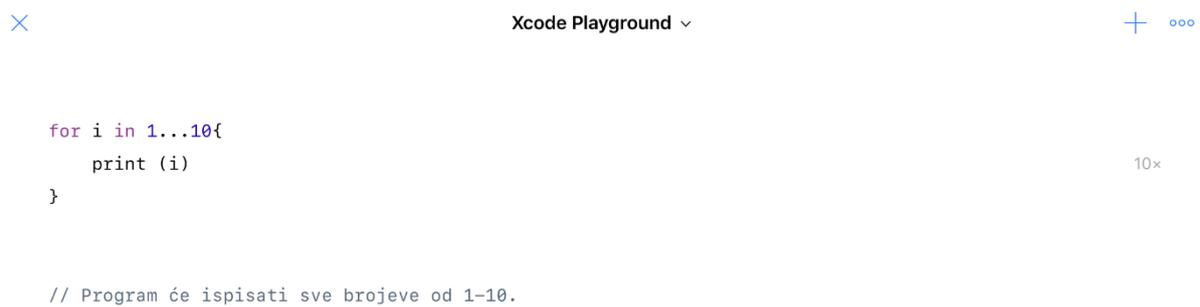 Xcode Playground
for i in 1...10{
    print (i)
10×
}
// Program će ispisati sve brojeve od 1–10.